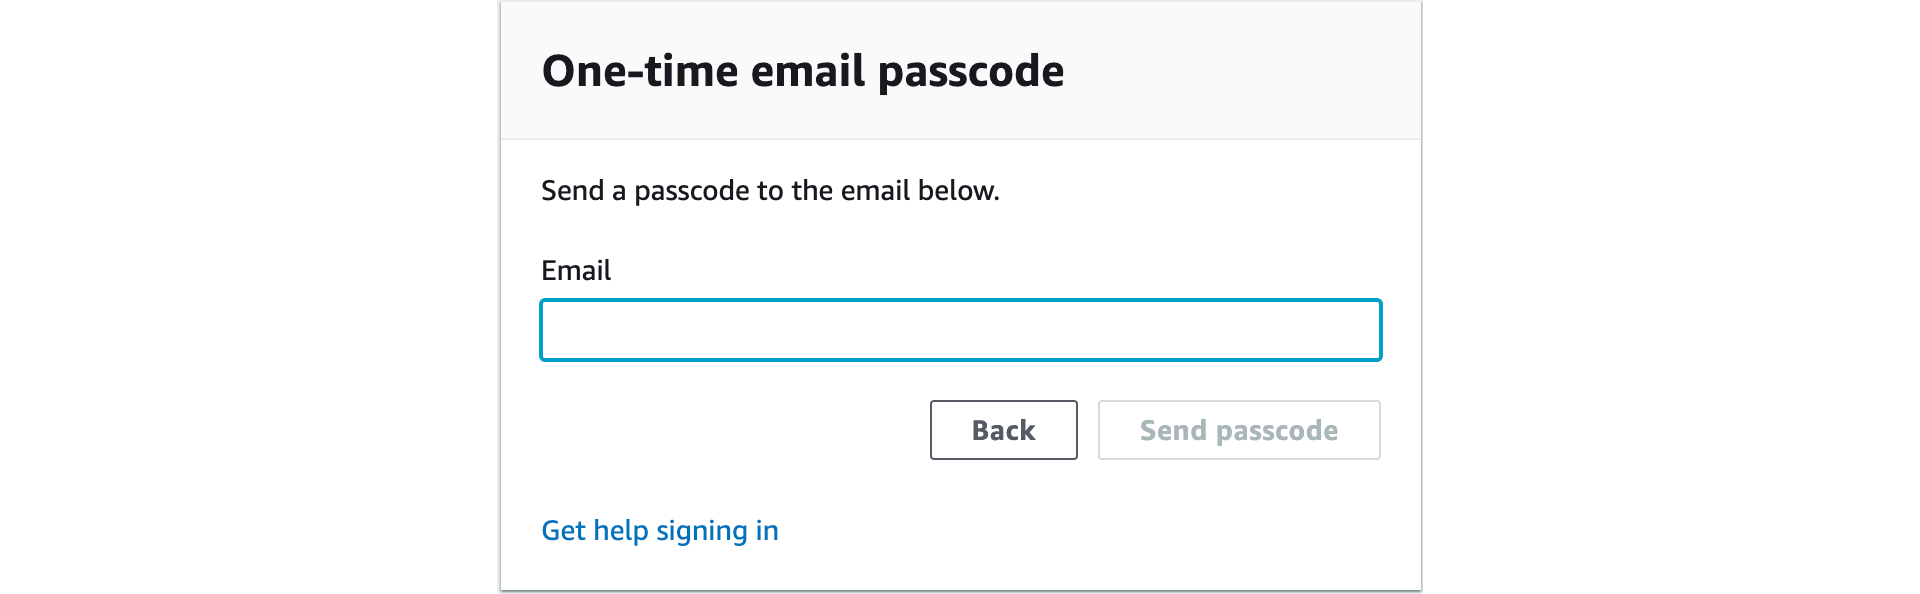 One-time email passcode
Send a passcode to the email below.
Email
Back
Send passcode
Get help signing in